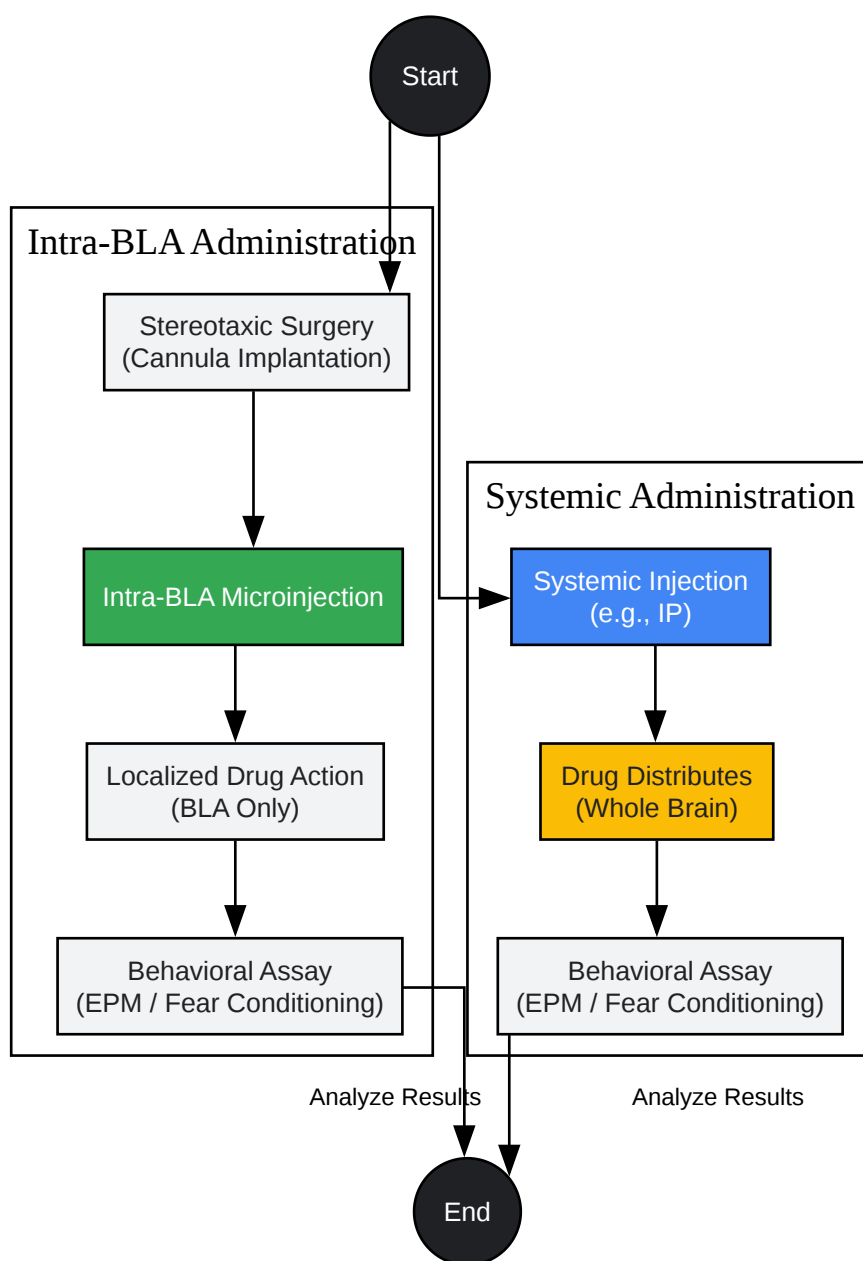 Start
Intra-BLA Administration
Stereotaxic Surgery
(Cannula Implantation)
Intra-BLA Microinjection
Localized Drug Action
(BLA Only)
Behavioral Assay
(EPM / Fear Conditioning)
Analyze Results
Systemic Administration
Systemic Injection
(e.g., IP)
Drug Distributes
(Whole Brain)
Behavioral Assay
(EPM / Fear Conditioning)
Analyze Results
End